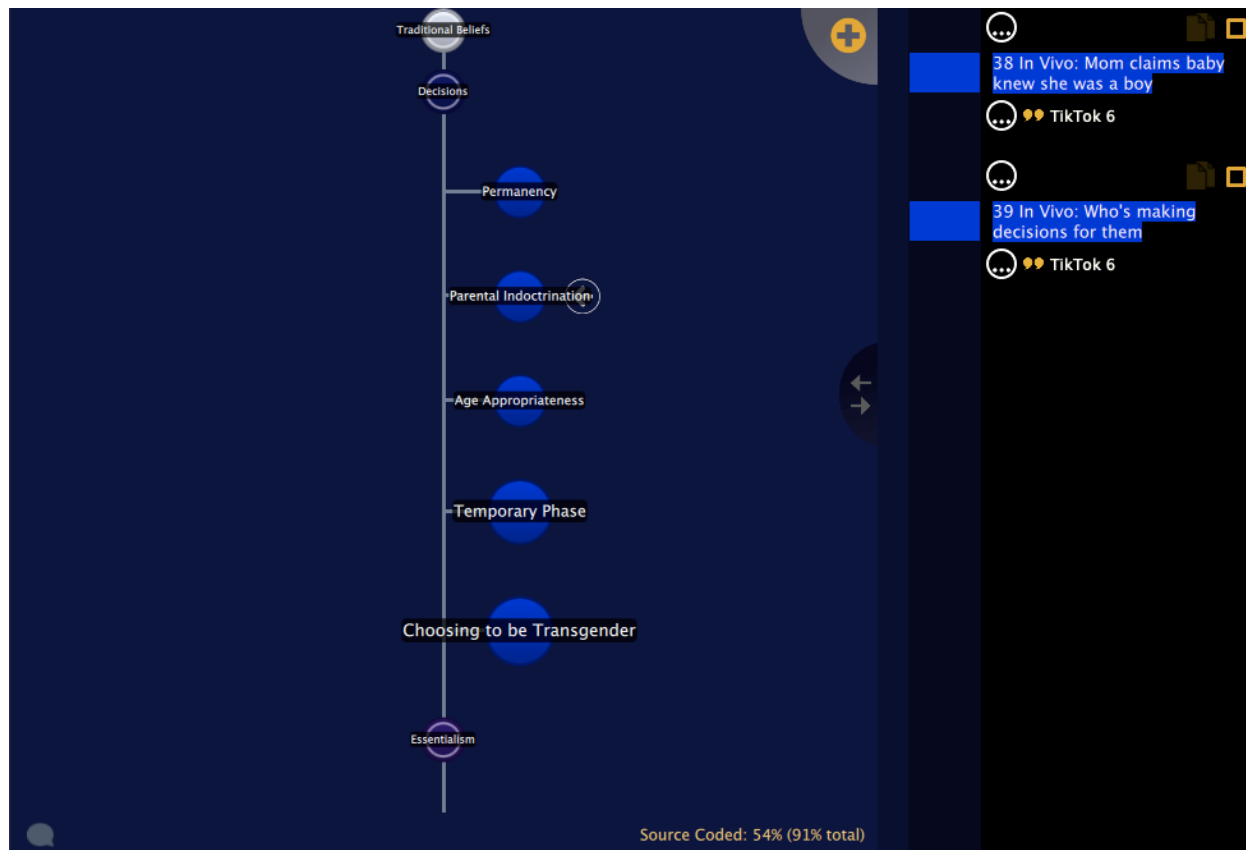 Traditional Beliefs
Decisions
Permanency
Parental Indoctrination
Age Appropriateness
Temporary Phase
Choosing to be Transgender
Essentialism
Source Coded: 54% (91% total)
38 In Vivo: Mom claims baby
knew she was a boy
TikTok 6
39 In Vivo: Who's making
decisions for them
TikTok 6